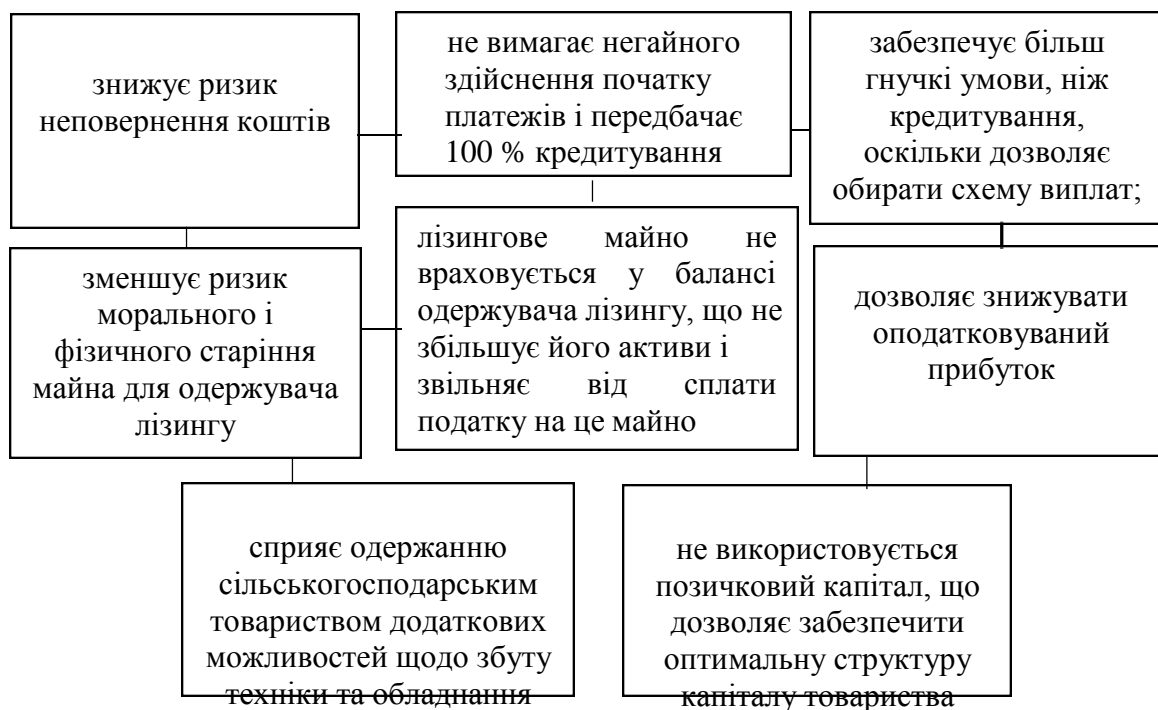 знижує ризик
неповернення коштів
не вимагає негайного
здійснення початку
платежів і передбачає
100 % кредитування
забезпечує більш
гнучкі умови, ніж
кредитування,
оскільки дозволяє
обирати схему виплат;
зменшує ризик
морального і
фізичного старіння
майна для одержувача
лізингу
лізингове майно не
враховується у балансі
одержувача лізингу, що не
збільшує його активи і
звільняє від сплати
податку на це майно
дозволяє знижувати
оподатковуваний
прибуток
сприяє одержанню
сільськогосподарським
товариством додаткових
можливостей щодо збуту
техніки та обладнання
не використовується
позичковий капітал, що
дозволяє забезпечити
оптимальну структуру
капіталу товариства